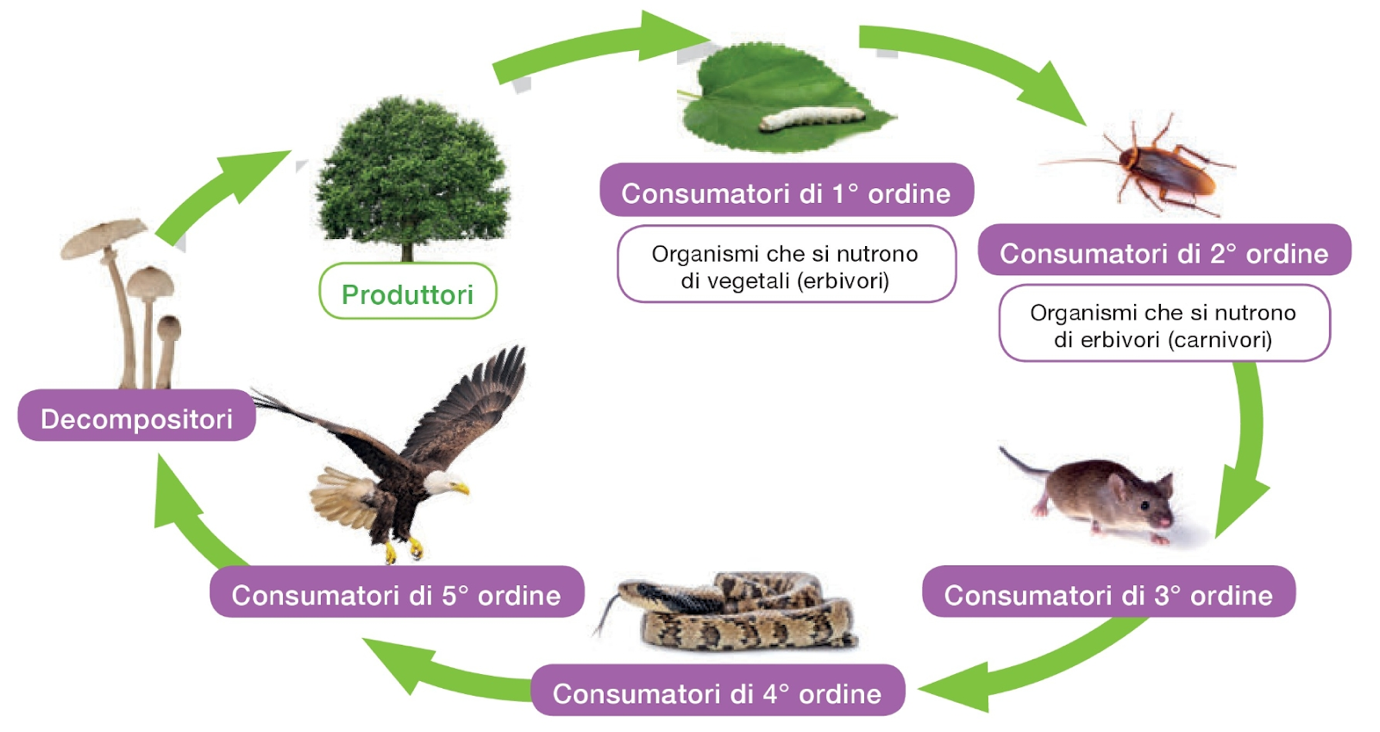 Produttori
Consumatori di 1° ordine
Organismi che si nutrono
di vegetali (erbivori)
Consumatori di 2° ordine
Organismi che si nutrono
di erbivori (carnivori)
Consumatori di 3° ordine
Consumatori di 4° ordine
Consumatori di 5° ordine
Decompositori